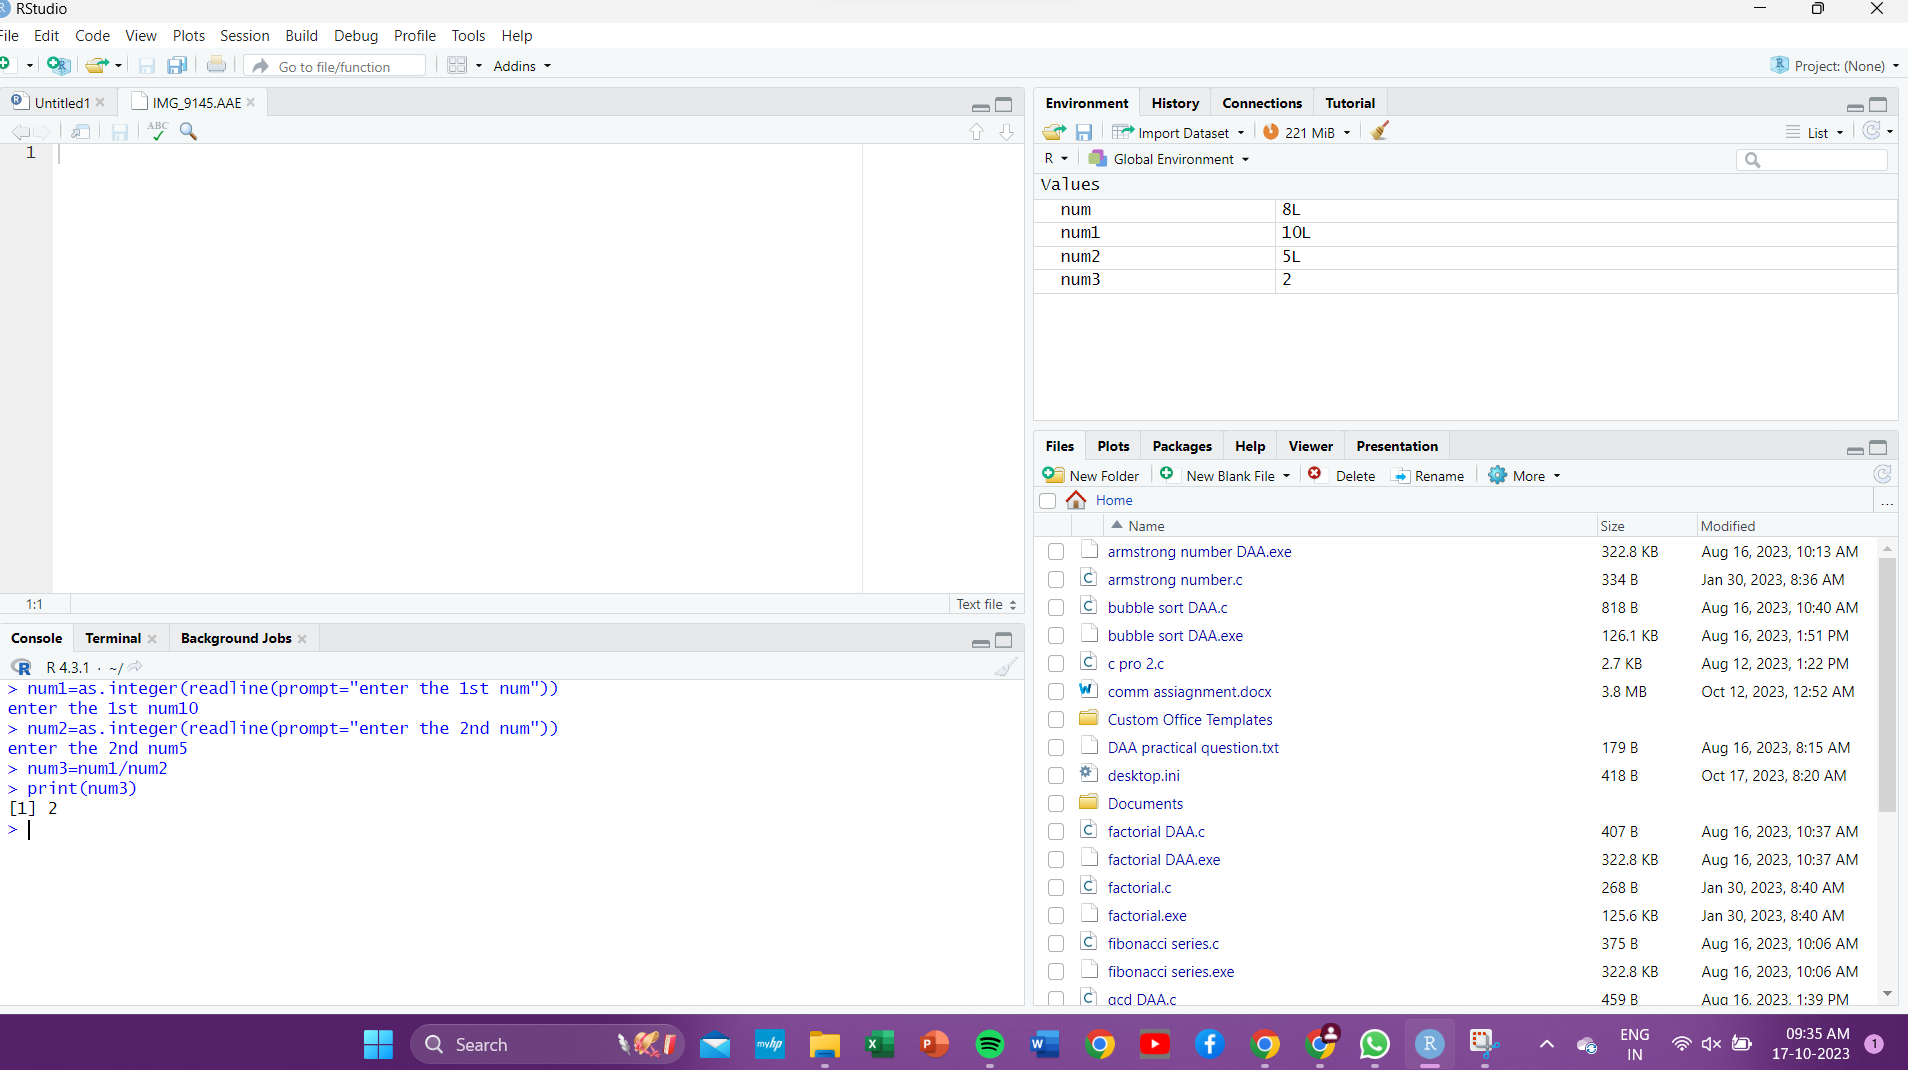 RStudio
File Edit Code View Plots Session Build Debug Profile Tools Help
Go to file/function Addins Project: (None)
Untitled1 IMG_9145.AAE
ABC
1
1:1 Text file
Console Terminal Background Jobs
R 4.3.1 · ~/
> num1=as.integer(readline(prompt="enter the 1st num"))
enter the 1st num10
> num2=as.integer(readline(prompt="enter the 2nd num"))
enter the 2nd num5
> num3=num1/num2
> print(num3)
[1] 2
>
Environment History Connections Tutorial
Import Dataset 221 MiB List
R Global Environment
Values
num 8L
num1 10L
num2 5L
num3 2
Files Plots Packages Help Viewer Presentation
New Folder New Blank File Delete Rename More
Home ...
Name Size Modified
armstrong number DAA.exe 322.8 KB Aug 16, 2023, 10:13 AM
armstrong number.c 334 B Jan 30, 2023, 8:36 AM
bubble sort DAA.c 818 B Aug 16, 2023, 10:40 AM
bubble sort DAA.exe 126.1 KB Aug 16, 2023, 1:51 PM
c pro 2.c 2.7 KB Aug 12, 2023, 1:22 PM
comm assiagnment.docx 3.8 MB Oct 12, 2023, 12:52 AM
Custom Office Templates
DAA practical question.txt 179 B Aug 16, 2023, 8:15 AM
desktop.ini 418 B Oct 17, 2023, 8:20 AM
Documents
factorial DAA.c 407 B Aug 16, 2023, 10:37 AM
factorial DAA.exe 322.8 KB Aug 16, 2023, 10:37 AM
factorial.c 268 B Jan 30, 2023, 8:40 AM
factorial.exe 125.6 KB Jan 30, 2023, 8:40 AM
fibonacci series.c 375 B Aug 16, 2023, 10:06 AM
fibonacci series.exe 322.8 KB Aug 16, 2023, 10:06 AM
gcd DAA.c 459 B Aug 16, 2023, 1:39 PM
Search myhp ENG 09:35 AM 1
IN 17-10-2023